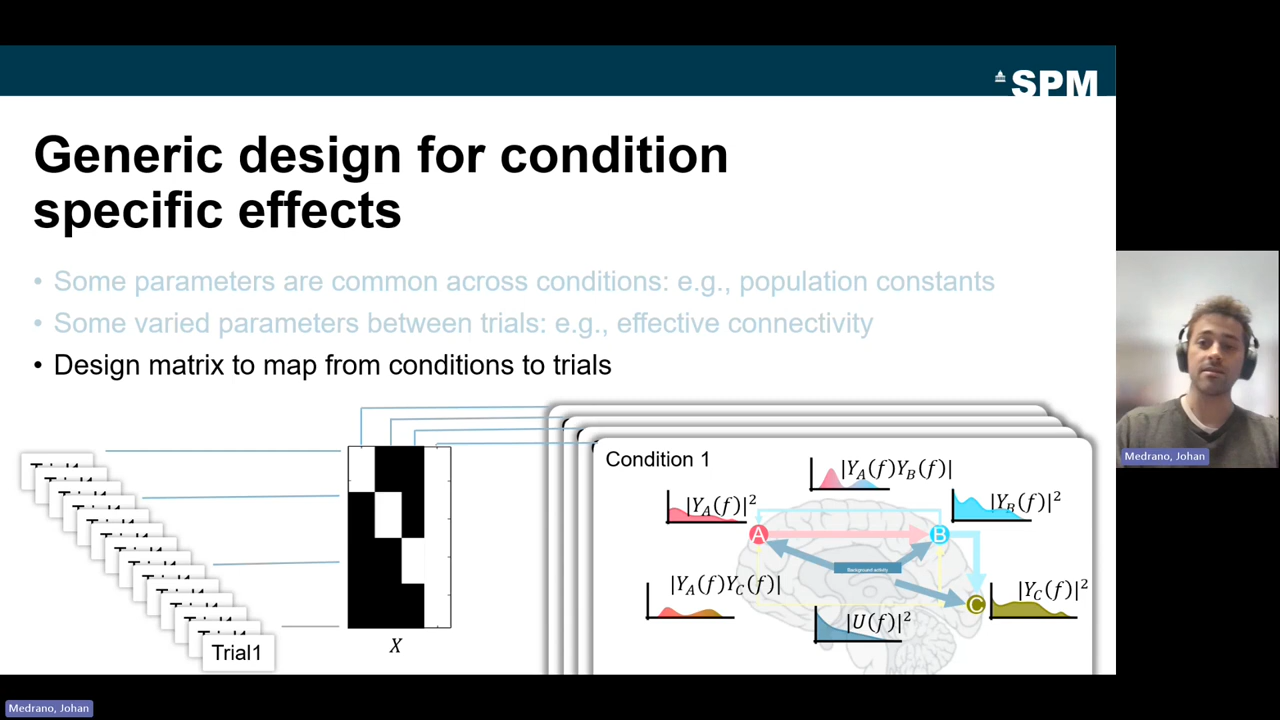 SPM
Generic design for condition
specific effects
• Some parameters are common across conditions: e.g., population constants
• Some varied parameters between trials: e.g., effective connectivity
• Design matrix to map from conditions to trials
Trial1
X
Condition 1
|Y_A(f)Y_B(f)|
|Y_A(f)|²
|Y_B(f)|²
A
B
Background activity
|Y_A(f)Y_C(f)|
C
|Y_C(f)|²
|U(f)|²
Medrano, Johan
Medrano, Johan